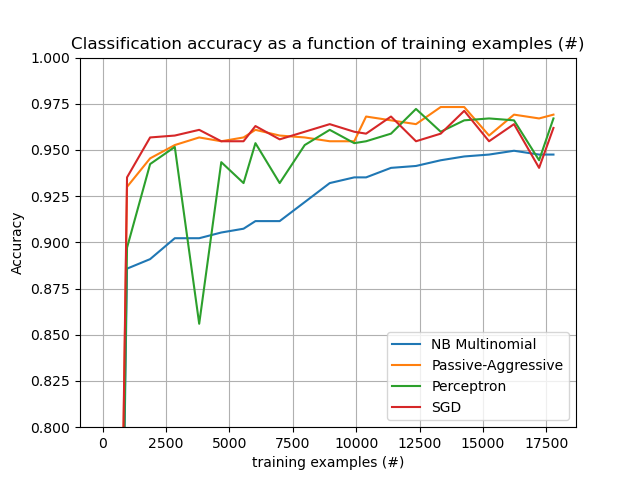 Classification accuracy as a function of training examples (#)
1.000
0.975
0.950
0.925
0.900
0.875
0.850
0.825
0.800
Accuracy
NB Multinomial
Passive-Aggressive
Perceptron
SGD
0 2500 5000 7500 10000 12500 15000 17500
training examples (#)